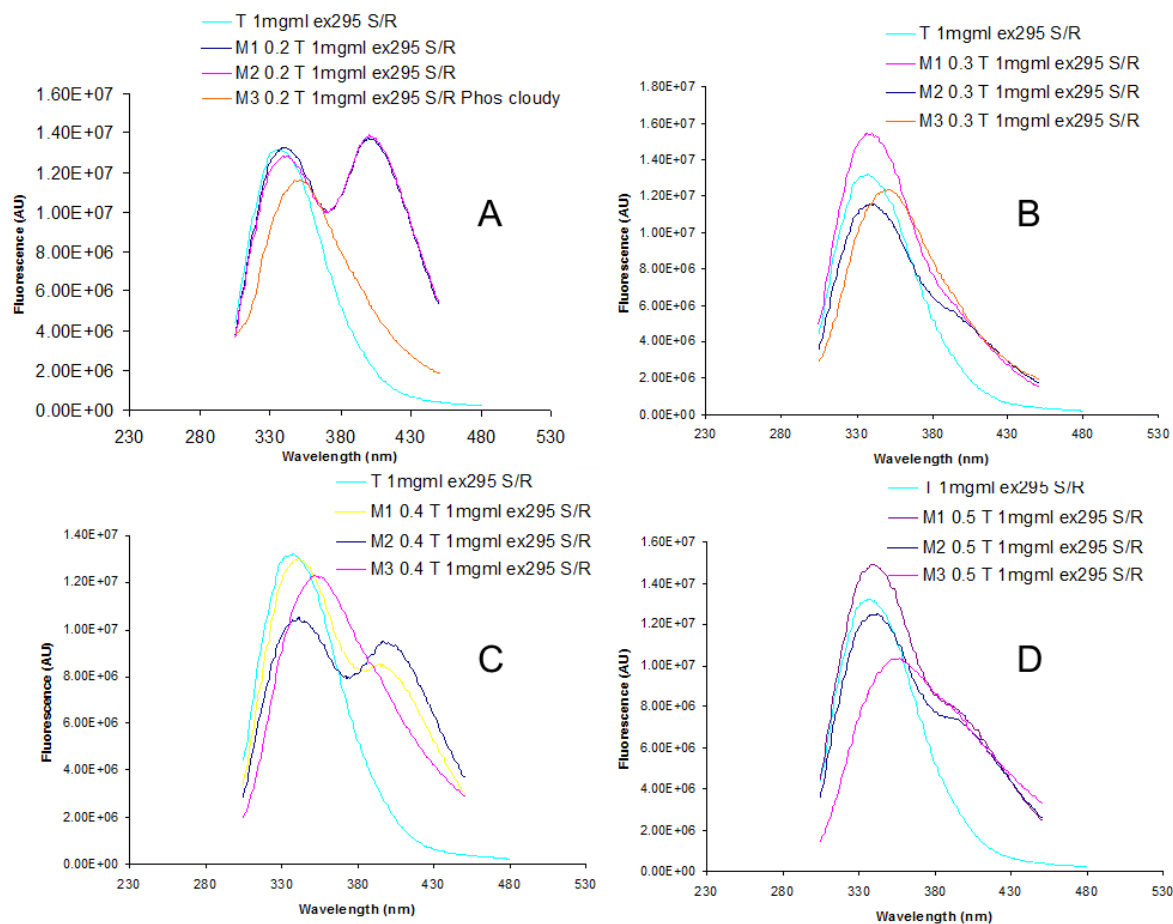 T 1mgml ex295 S/R
M1 0.2 T 1mgml ex295 S/R
M2 0.2 T 1mgml ex295 S/R
M3 0.2 T 1mgml ex295 S/R Phos cloudy
1.60E+07
1.40E+07
1.20E+07
1.00E+07
8.00E+06
6.00E+06
4.00E+06
2.00E+06
0.00E+00
Fluorescence (AU)
A
230 280 330 380 430 480 530
Wavelength (nm)
T 1mgml ex295 S/R
M1 0.3 T 1mgml ex295 S/R
M2 0.3 T 1mgml ex295 S/R
M3 0.3 T 1mgml ex295 S/R
1.80E+07
1.60E+07
1.40E+07
1.20E+07
1.00E+07
8.00E+06
6.00E+06
4.00E+06
2.00E+06
0.00E+00
Fluorescence (AU)
B
230 280 330 380 430 480 530
Wavelength (nm)
T 1mgml ex295 S/R
M1 0.4 T 1mgml ex295 S/R
M2 0.4 T 1mgml ex295 S/R
M3 0.4 T 1mgml ex295 S/R
1.40E+07
1.20E+07
1.00E+07
8.00E+06
6.00E+06
4.00E+06
2.00E+06
0.00E+00
Fluorescence (AU)
C
230 280 330 380 430 480 530
Wavelength (nm)
T 1mgml ex295 S/R
M1 0.5 T 1mgml ex295 S/R
M2 0.5 T 1mgml ex295 S/R
M3 0.5 T 1mgml ex295 S/R
1.60E+07
1.40E+07
1.20E+07
1.00E+07
8.00E+06
6.00E+06
4.00E+06
2.00E+06
0.00E+00
Fluorescence (AU)
D
230 280 330 380 430 480 530
Wavelength (nm)